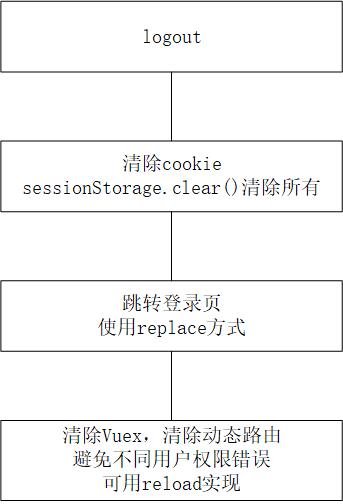 logout
清除cookie
sessionStorage.clear()清除所有
跳转登录页
使用replace方式
清除Vuex，清除动态路由
避免不同用户权限错误
可用reload实现